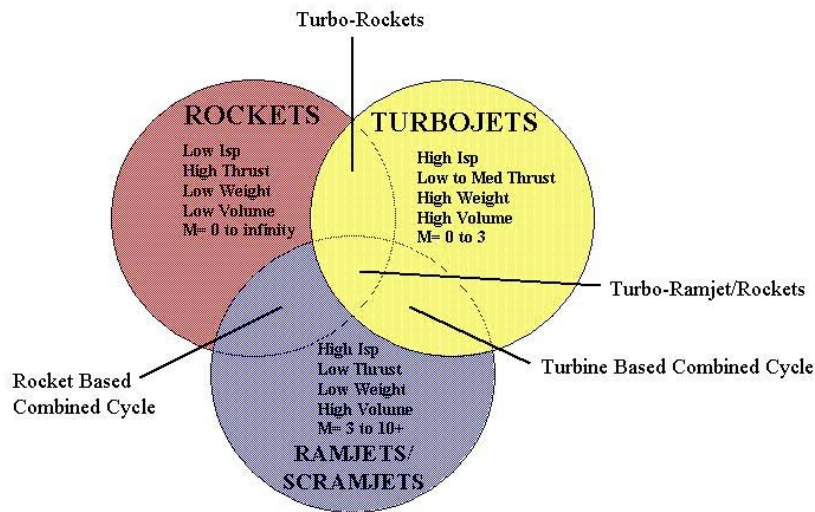 Turbo-Rockets
ROCKETS
Low Isp
High Thrust
Low Weight
Low Volume
M= 0 to infinity
TURBOJETS
High Isp
Low to Med Thrust
High Weight
High Volume
M= 0 to 3
Turbo-Ramjet/Rockets
Turbine Based Combined Cycle
Rocket Based
Combined Cycle
High Isp
Low Thrust
Low Weight
High Volume
M= 3 to 10+
RAMJETS/
SCRAMJETS